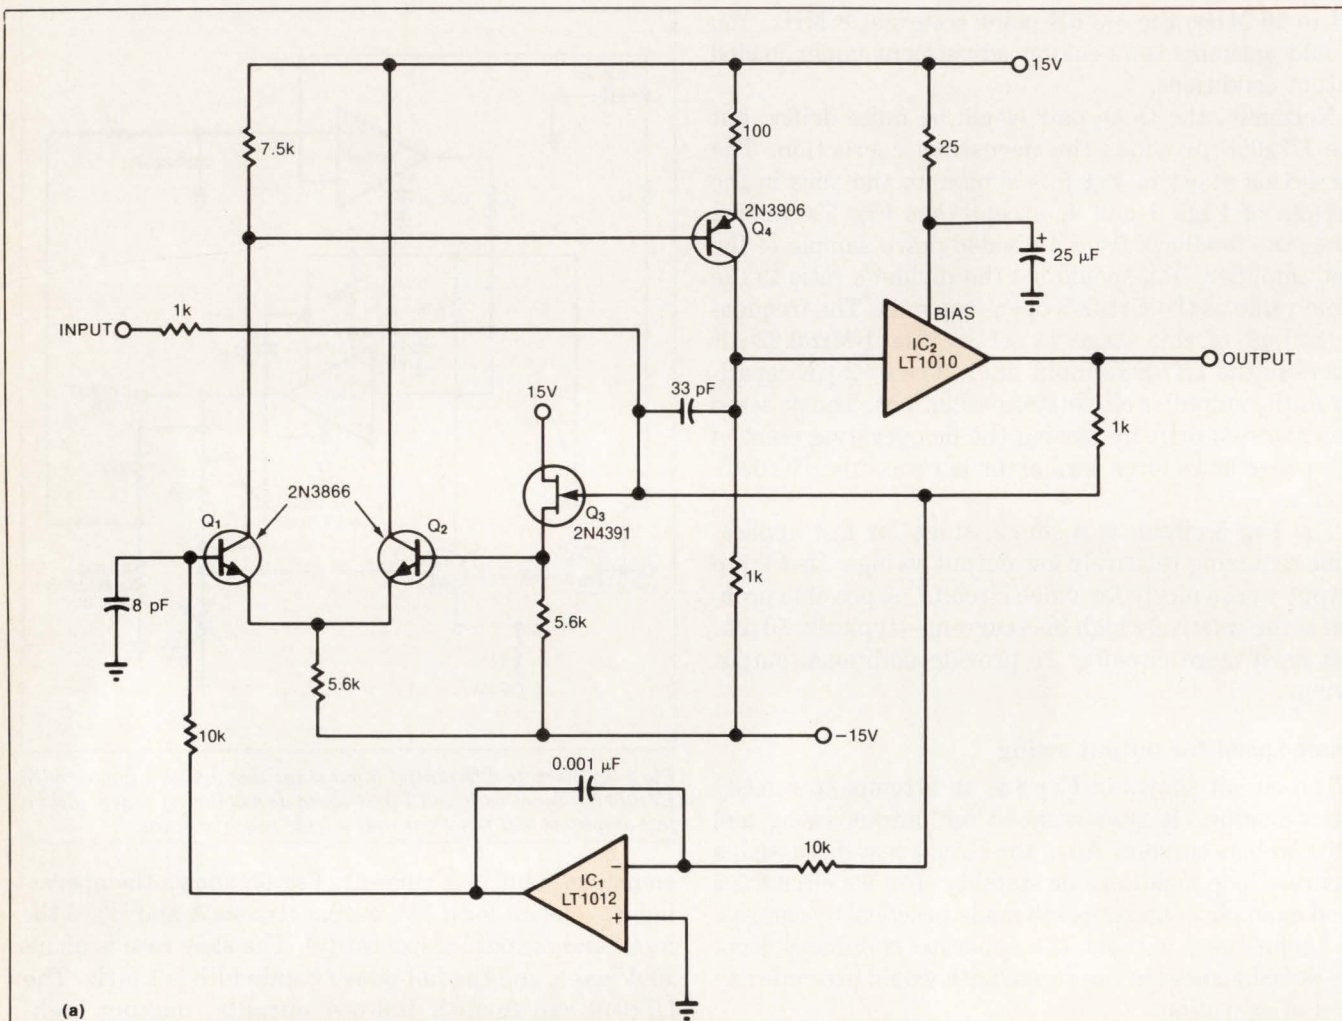 15V
7.5k
100
25
2N3906
Q4
+
25 µF
1k
INPUT
BIAS
IC2
LT1010
OUTPUT
33 pF
15V
1k
2N3866
Q1
Q2
Q3
2N4391
8 pF
1k
5.6k
5.6k
10k
–15V
0.001 µF
10k
–
IC1
LT1012
+
(a)